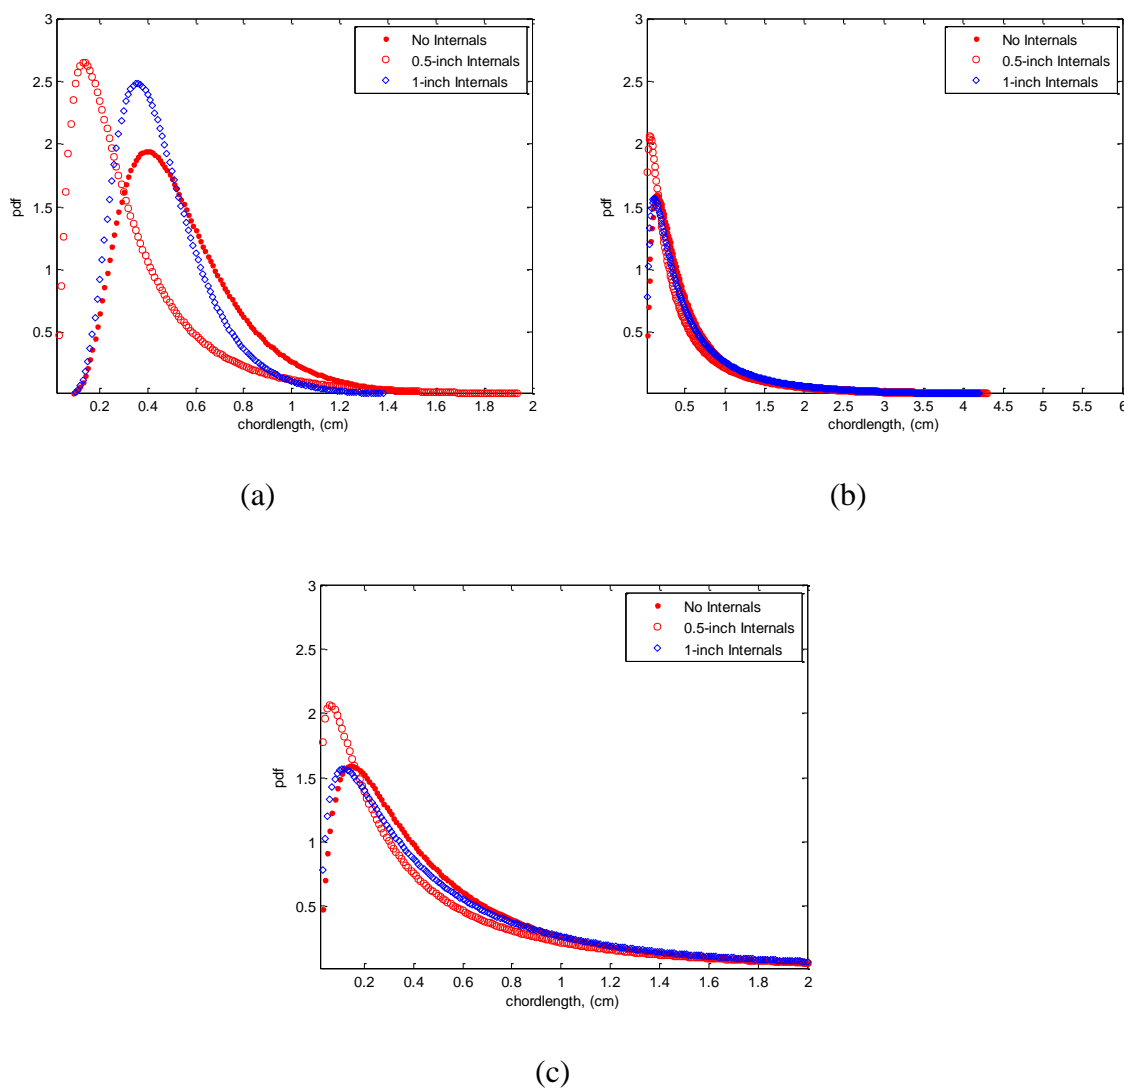 3
2.5
2
1.5
1
0.5
pdf
0.2 0.4 0.6 0.8 1 1.2 1.4 1.6 1.8 2
chordlength, (cm)
No Internals
0.5-inch Internals
1-inch Internals
(a)
3
2.5
2
1.5
1
0.5
pdf
0.5 1 1.5 2 2.5 3 3.5 4 4.5 5 5.5 6
chordlength, (cm)
No Internals
0.5-inch Internals
1-inch Internals
(b)
3
2.5
2
1.5
1
0.5
pdf
0.2 0.4 0.6 0.8 1 1.2 1.4 1.6 1.8 2
chordlength, (cm)
No Internals
0.5-inch Internals
1-inch Internals
(c)